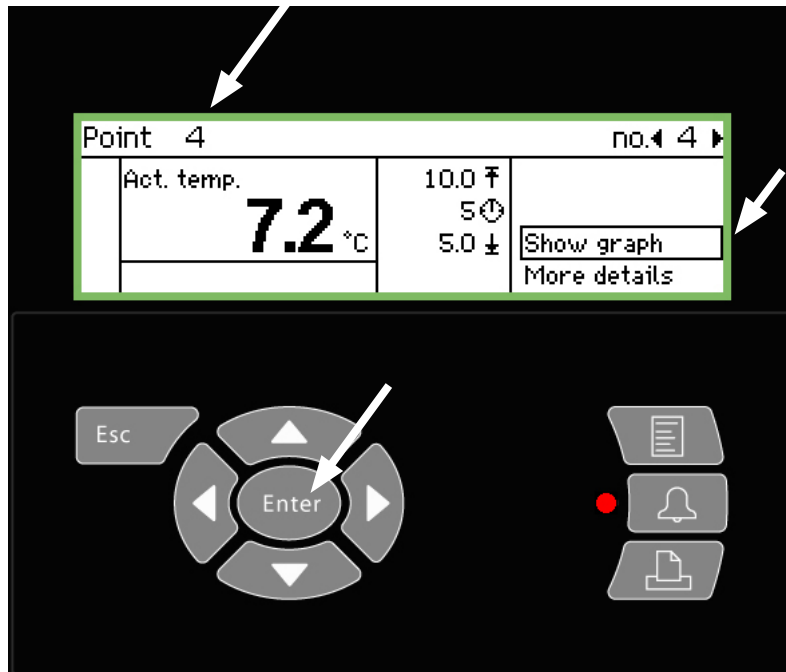 Point 4 no. 4
Act. temp.
7.2 °C
10.0
5
5.0
Show graph
More details
Esc
Enter